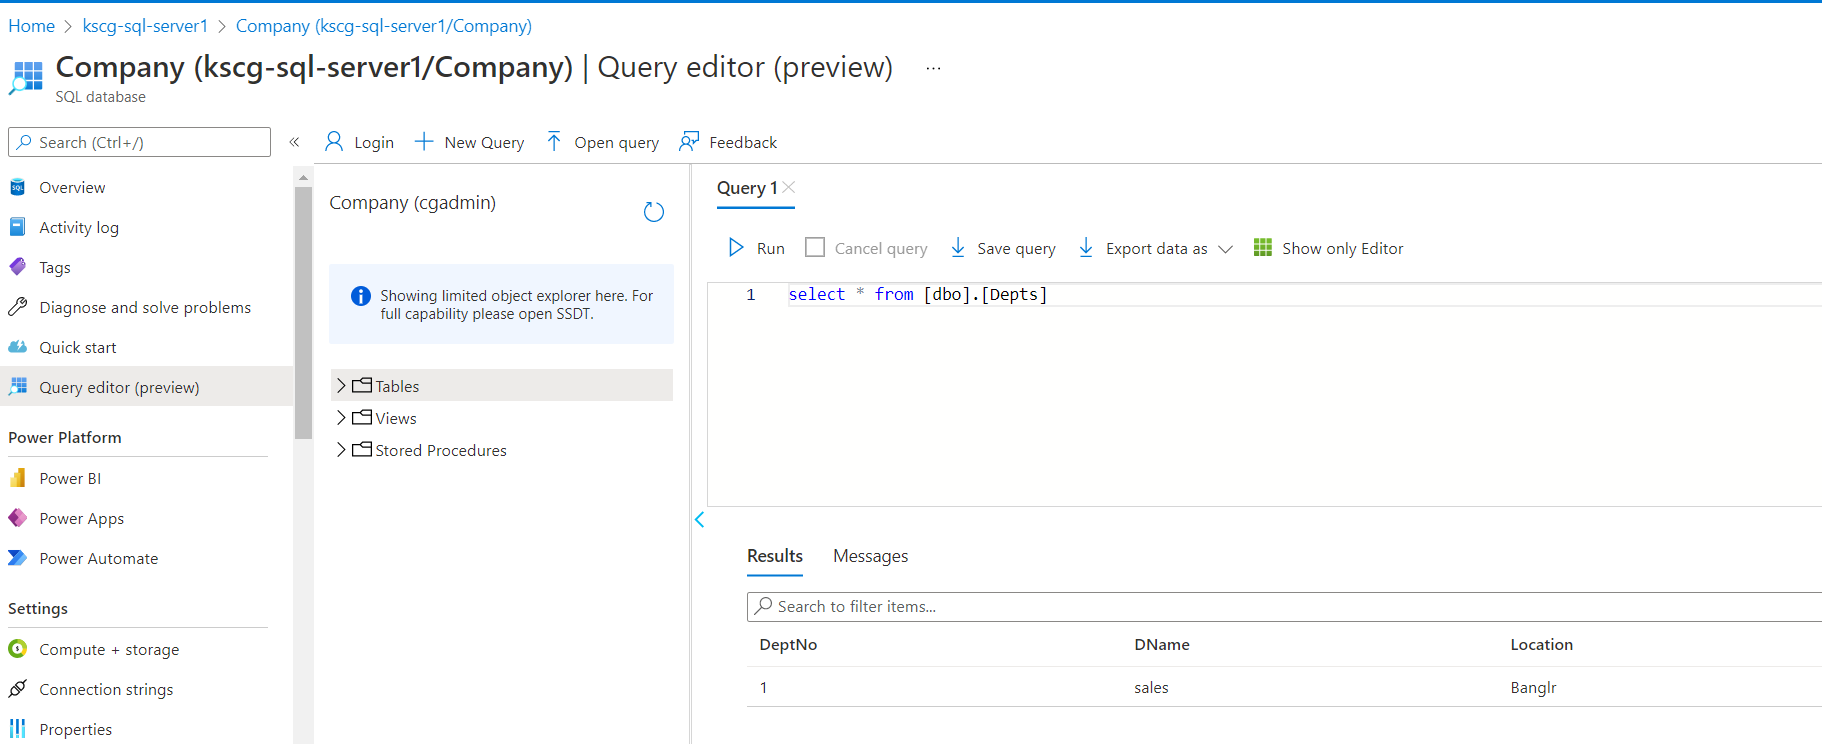 Home > kscg-sql-server1 > Company (kscg-sql-server1/Company)
Company (kscg-sql-server1/Company) | Query editor (preview) ...
SQL database
Search (Ctrl+/)
«
Overview
Activity log
Tags
Diagnose and solve problems
Quick start
Query editor (preview)
Power Platform
Power BI
Power Apps
Power Automate
Settings
Compute + storage
Connection strings
Properties
Login New Query Open query Feedback
Company (cgadmin)
Showing limited object explorer here. For
full capability please open SSDT.
Tables
Views
Stored Procedures
Query 1
Run Cancel query Save query Export data as Show only Editor
1 select * from [dbo].[Depts]
Results Messages
Search to filter items...
DeptNo DName Location
1 sales Banglr